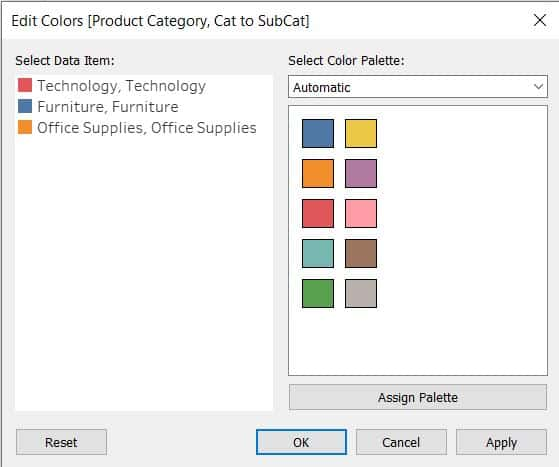 Edit Colors [Product Category, Cat to SubCat]
Select Data Item:
Technology, Technology
Furniture, Furniture
Office Supplies, Office Supplies
Select Color Palette:
Automatic
Assign Palette
Reset
OK
Cancel
Apply